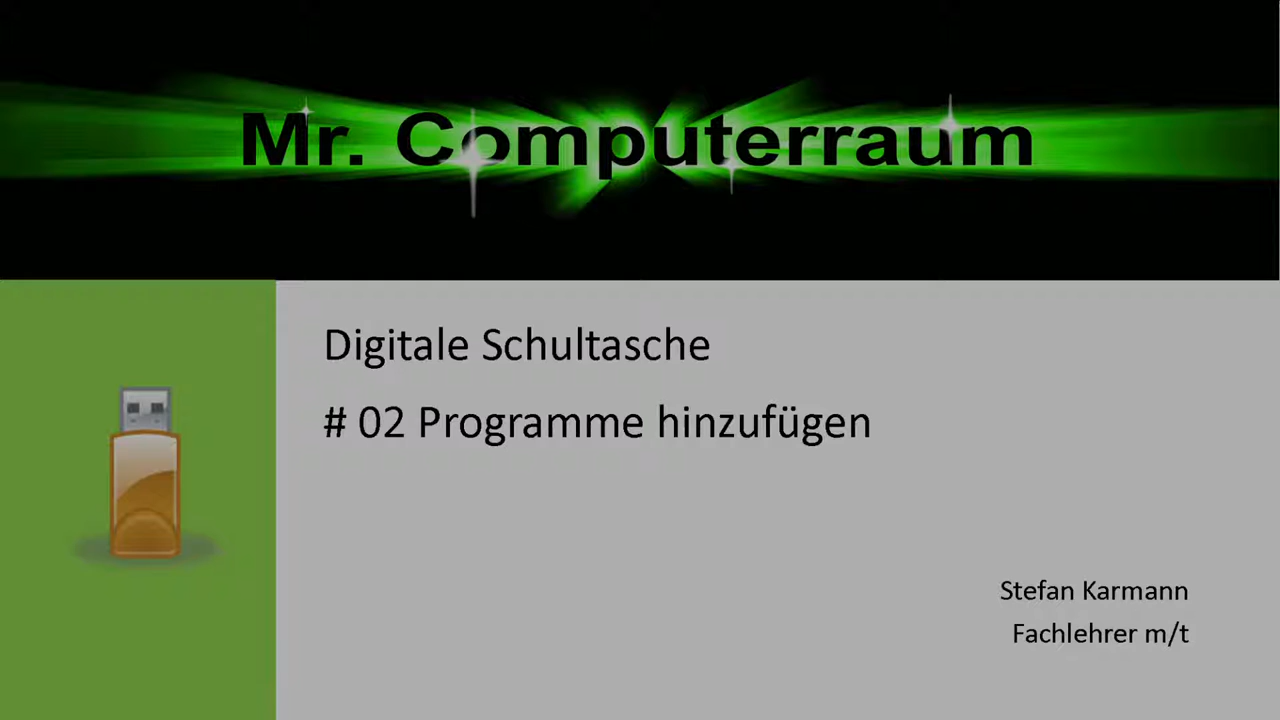 Mr. Computerraum
Digitale Schultasche
# 02 Programme hinzufügen
Stefan Karmann
Fachlehrer m/t